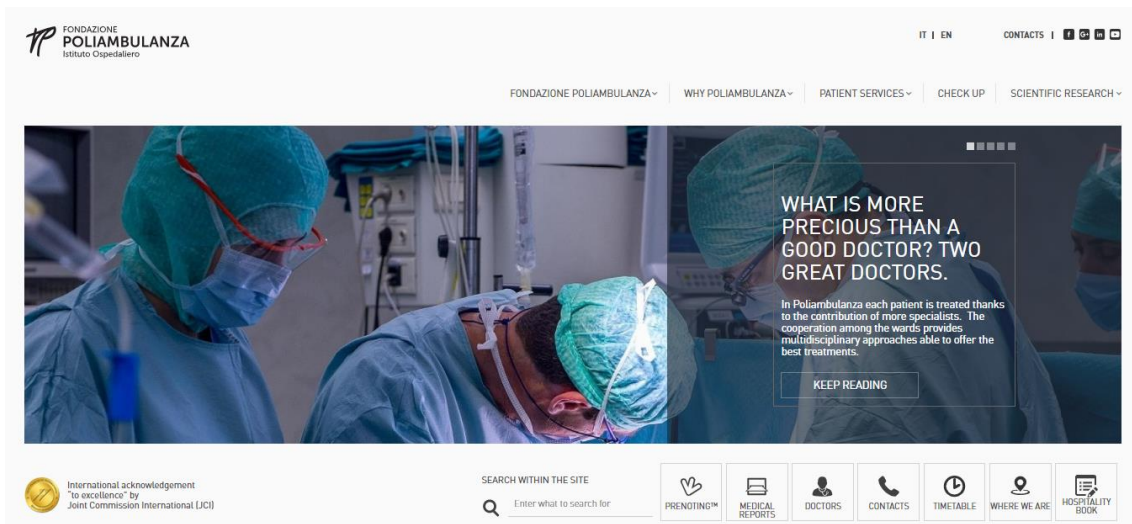 FONDAZIONE
POLIAMBULANZA
Istituto Ospedaliero
IT | EN
CONTACTS |
FONDAZIONE POLIAMBULANZA
WHY POLIAMBULANZA
PATIENT SERVICES
CHECK UP
SCIENTIFIC RESEARCH
WHAT IS MORE
PRECIOUS THAN A
GOOD DOCTOR? TWO
GREAT DOCTORS.
In Poliambulanza each patient is treated thanks
to the contribution of more specialists. The
cooperation among the wards provides
multidisciplinary approaches able to offer the
best treatments.
KEEP READING
International acknowledgement
"to excellence" by
Joint Commission International (JCI)
SEARCH WITHIN THE SITE
Enter what to search for
PRENOTING™
MEDICAL
REPORTS
DOCTORS
CONTACTS
TIMETABLE
WHERE WE ARE
HOSPITALITY
BOOK